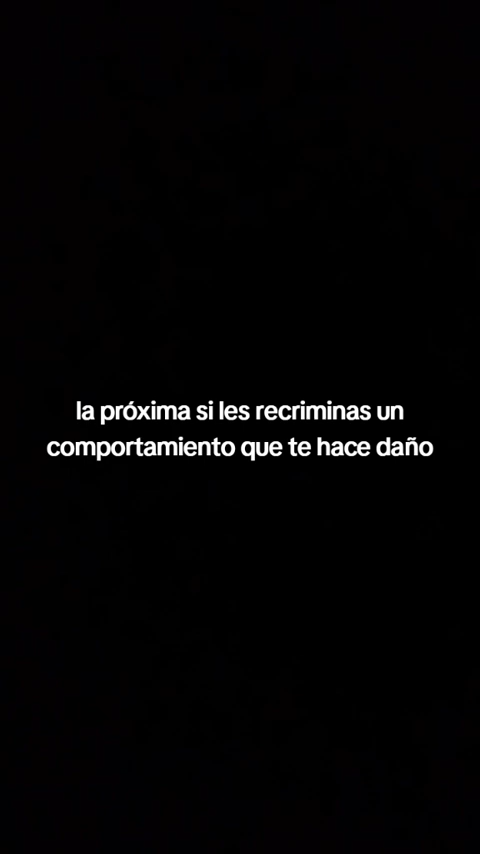 la próxima si les recriminas un
comportamiento que te hace daño